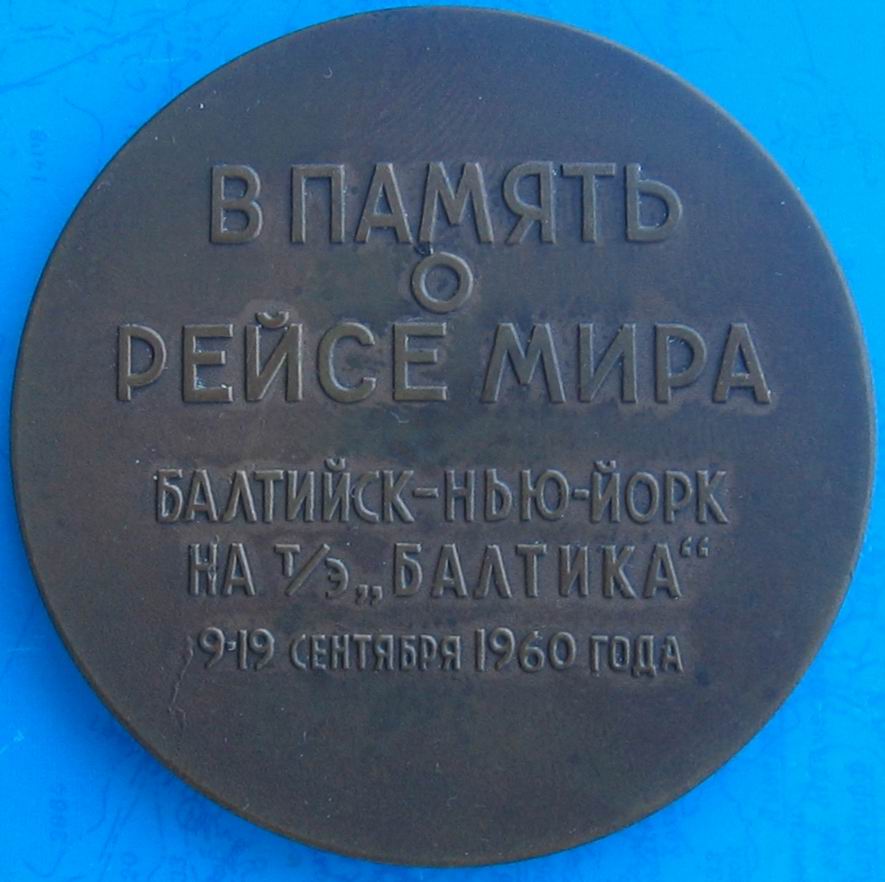 В ПАМЯТЬ
О
РЕЙСЕ МИРА
БАЛТИЙСК-НЬЮ-ЙОРК
НА Т/Э „БАЛТИКА“
9-19 СЕНТЯБРЯ 1960 ГОДА